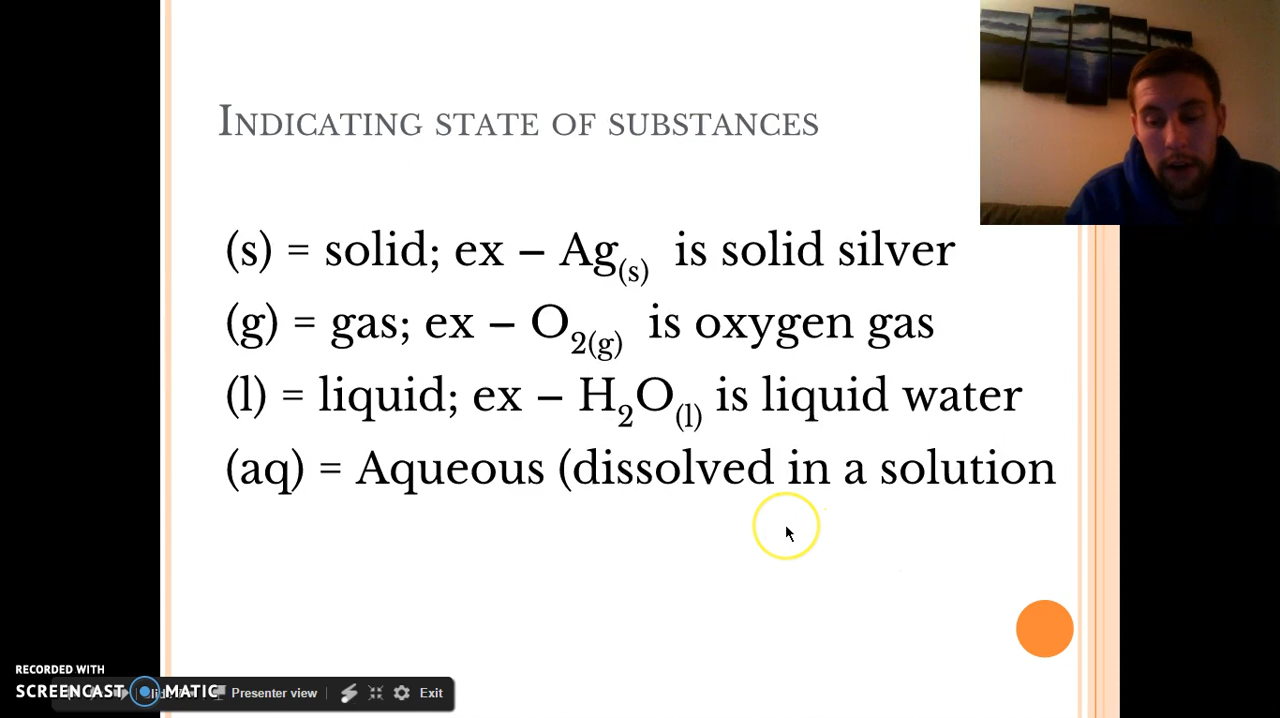 INDICATING STATE OF SUBSTANCES
(s) = solid; ex – Ag(s) is solid silver
(g) = gas; ex – O2(g) is oxygen gas
(l) = liquid; ex – H2O(l) is liquid water
(aq) = Aqueous (dissolved in a solution
RECORDED WITH
SCREENCAST MATIC
Presenter view Exit